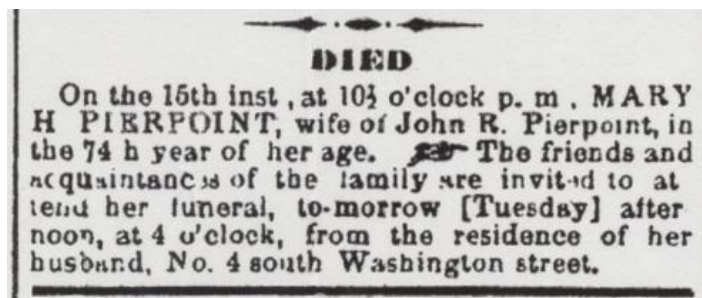 DIED
On the 15th inst , at 10½ o'clock p. m , MARY
H PIERPOINT, wife of John R. Pierpoint, in
the 74 h year of her age. ☛ The friends and
acquaintances of the family are invited to at
tend her funeral, to-morrow [Tuesday] after
noon, at 4 o'clock, from the residence of her
husband, No. 4 south Washington street.